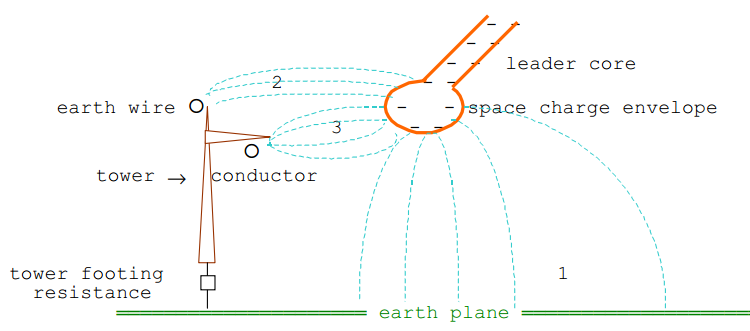 leader core
2
earth wire
space charge envelope
3
tower → conductor
tower footing
resistance
1
earth plane